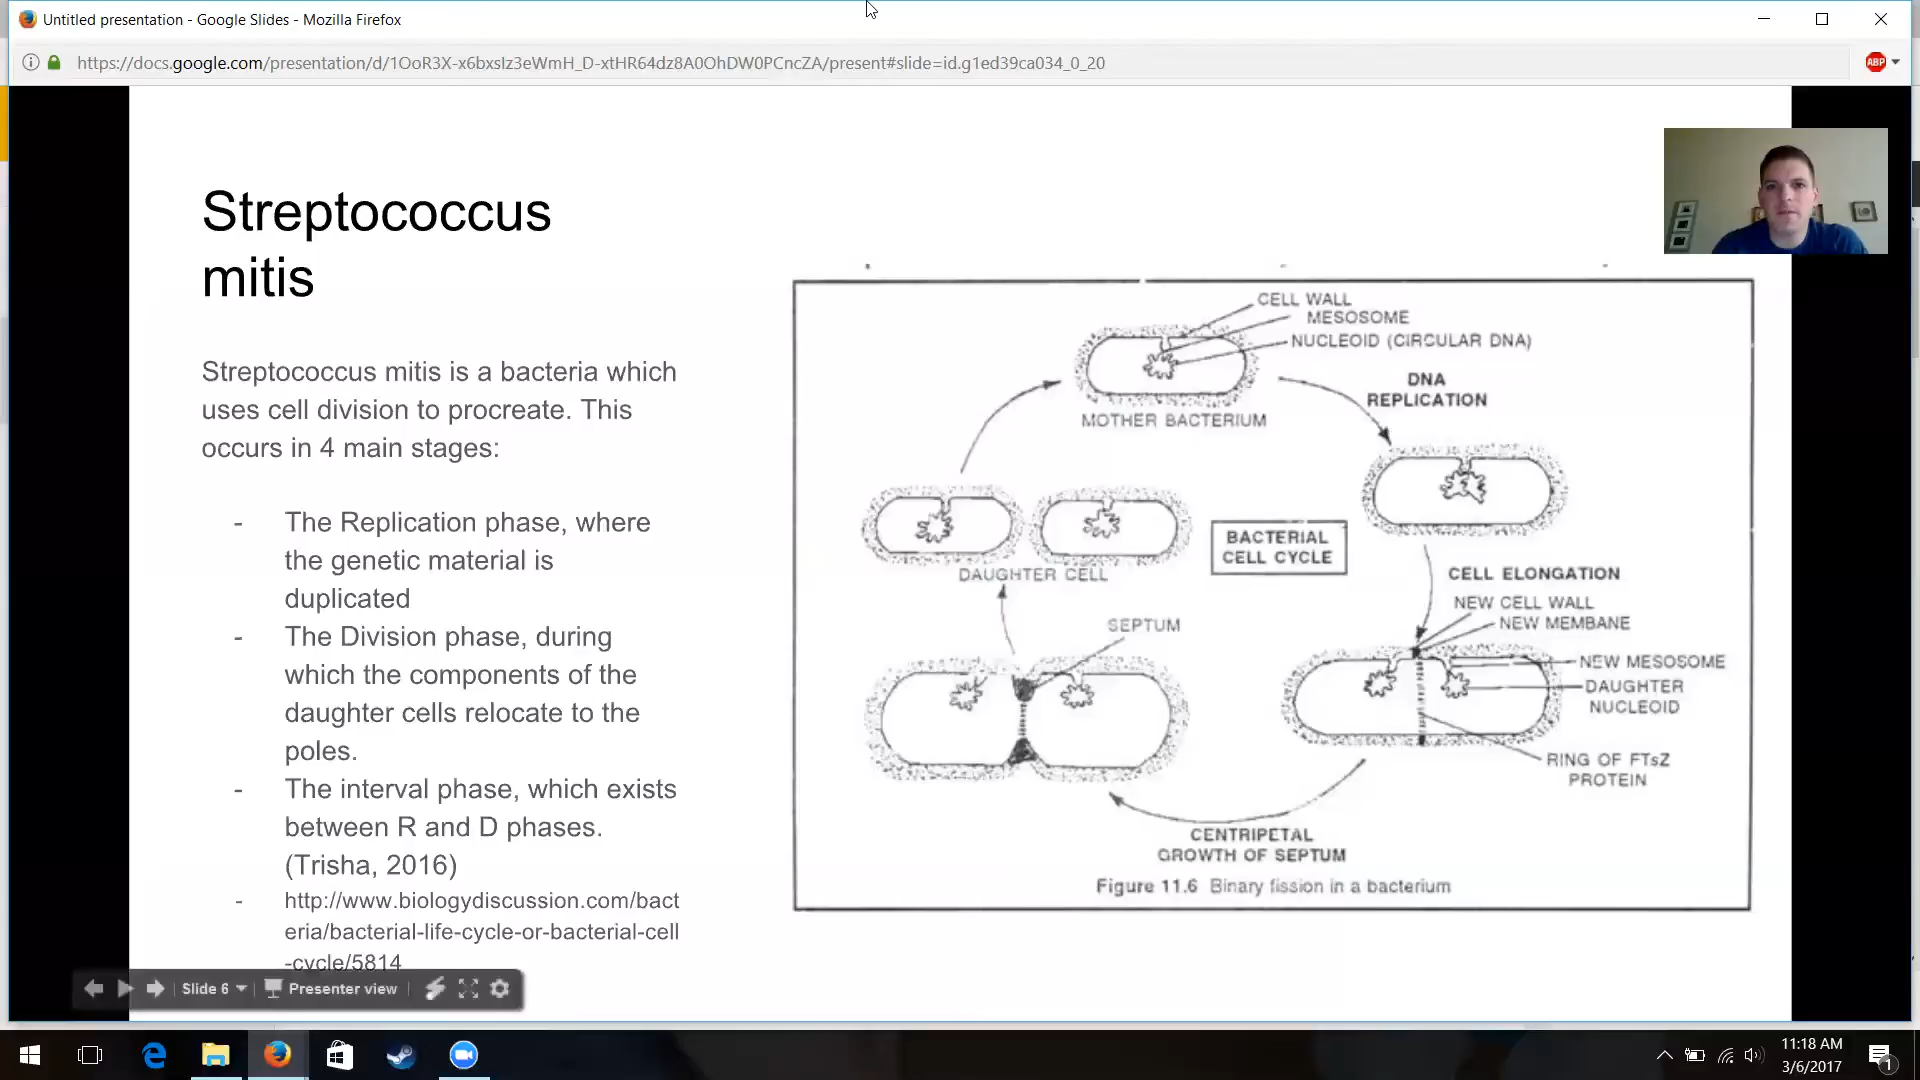 Untitled presentation - Google Slides - Mozilla Firefox
https://docs.google.com/presentation/d/1OoR3X-x6bxsIz3eWmH_D-xtHR64dz8A0OhDW0PCncZA/present#slide=id.g1ed39ca034_0_20
ABP
Streptococcus
mitis
Streptococcus mitis is a bacteria which
uses cell division to procreate. This
occurs in 4 main stages:
- The Replication phase, where
the genetic material is
duplicated
- The Division phase, during
which the components of the
daughter cells relocate to the
poles.
- The interval phase, which exists
between R and D phases.
(Trisha, 2016)
- http://www.biologydiscussion.com/bact
eria/bacterial-life-cycle-or-bacterial-cell
-cycle/5814
CELL WALL
MESOSOME
NUCLEOID (CIRCULAR DNA)
MOTHER BACTERIUM
DNA
REPLICATION
DAUGHTER CELL
BACTERIAL
CELL CYCLE
CELL ELONGATION
NEW CELL WALL
NEW MEMBANE
SEPTUM
NEW MESOSOME
DAUGHTER
NUCLEOID
RING OF FTsZ
PROTEIN
CENTRIPETAL
GROWTH OF SEPTUM
Figure 11.6 Binary fission in a bacterium
Slide 6
Presenter view
11:18 AM
3/6/2017
1